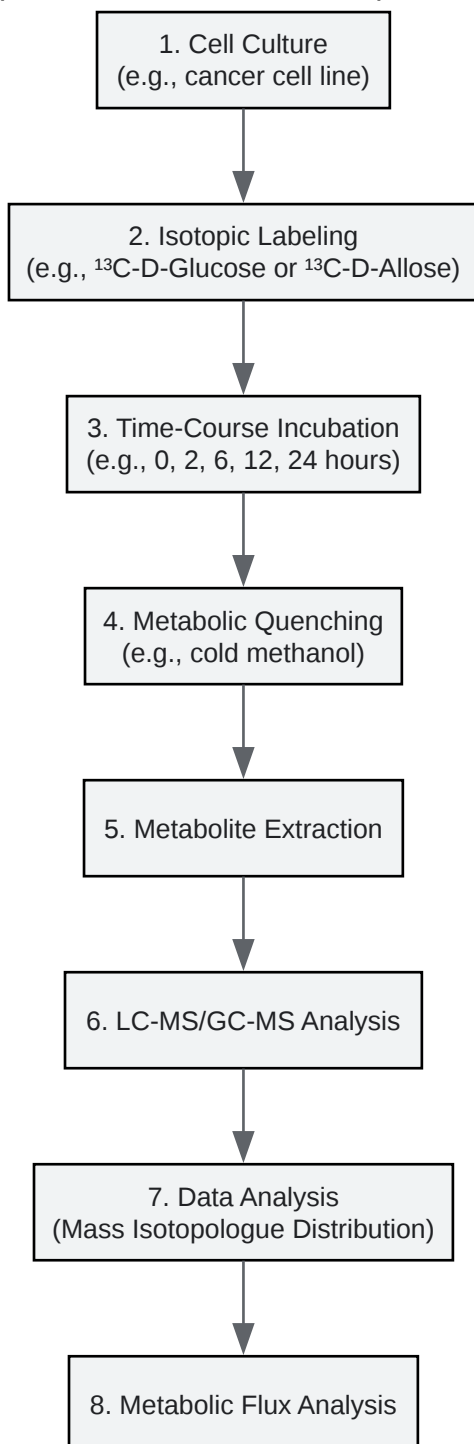 1. Cell Culture
(e.g., cancer cell line)
2. Isotopic Labeling
(e.g., ¹³C-D-Glucose or ¹³C-D-Allose)
3. Time-Course Incubation
(e.g., 0, 2, 6, 12, 24 hours)
4. Metabolic Quenching
(e.g., cold methanol)
5. Metabolite Extraction
6. LC-MS/GC-MS Analysis
7. Data Analysis
(Mass Isotopologue Distribution)
8. Metabolic Flux Analysis